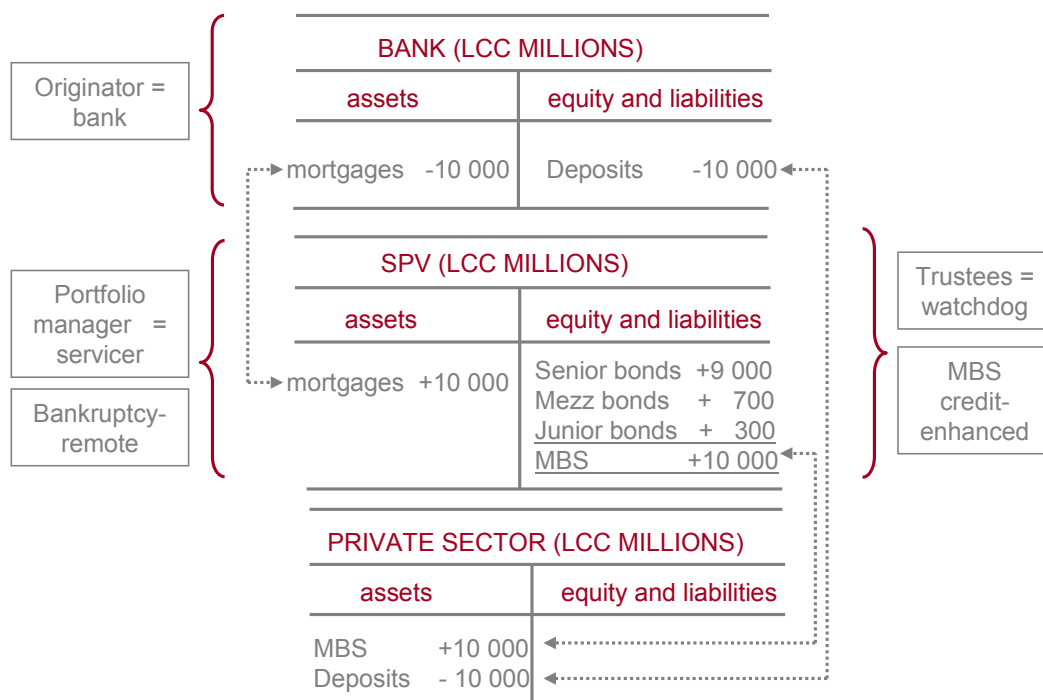 BANK (LCC MILLIONS)
Originator =
bank
assets equity and liabilities
mortgages -10 000 Deposits -10 000
SPV (LCC MILLIONS)
Portfolio
manager =
servicer
Bankruptcy-
remote
assets equity and liabilities
mortgages +10 000
Senior bonds +9 000
Mezz bonds + 700
Junior bonds + 300
MBS +10 000
Trustees =
watchdog
MBS
credit-
enhanced
PRIVATE SECTOR (LCC MILLIONS)
assets equity and liabilities
MBS +10 000
Deposits - 10 000